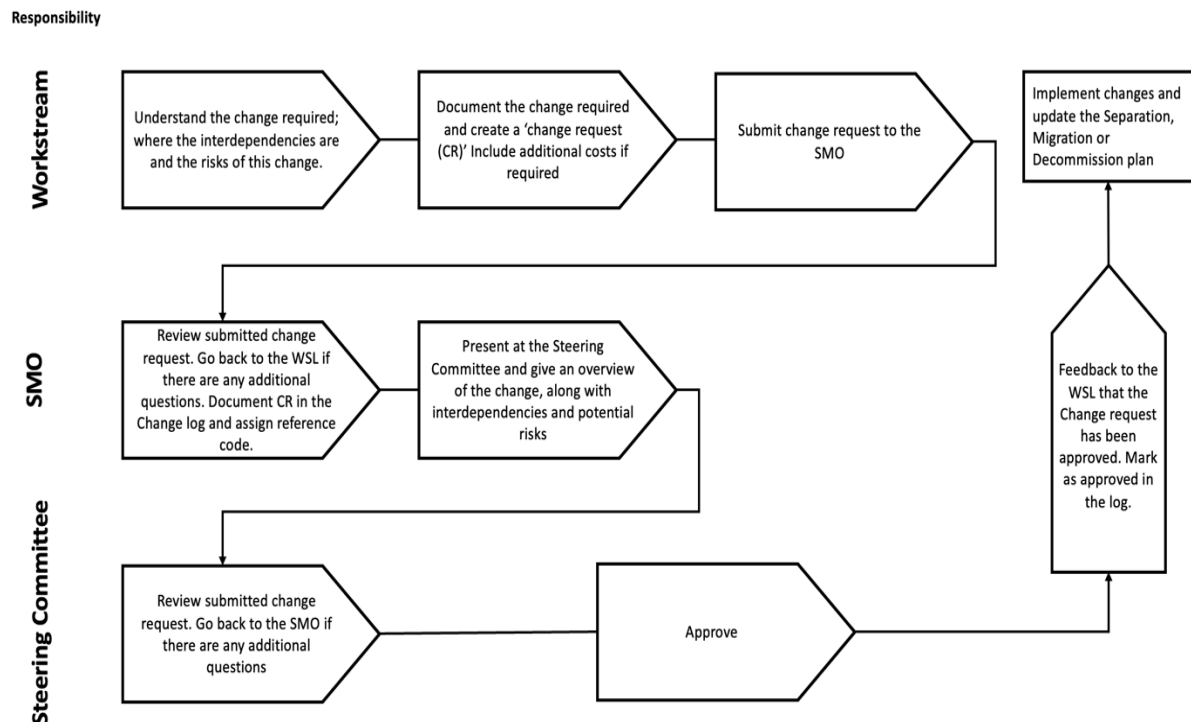 Responsibility
Workstream
Understand the change required;
where the interdependencies are
and the risks of this change.
Document the change required
and create a ‘change request
(CR)’ Include additional costs if
required
Submit change request to the
SMO
Implement changes and
update the Separation,
Migration or
Decommission plan
SMO
Review submitted change
request. Go back to the WSL if
there are any additional
questions. Document CR in the
Change log and assign reference
code.
Present at the Steering
Committee and give an overview
of the change, along with
interdependencies and potential
risks
Feedback to the
WSL that the
Change request
has been
approved. Mark
as approved in
the log.
Steering Committee
Review submitted change
request. Go back to the SMO if
there are any additional
questions
Approve